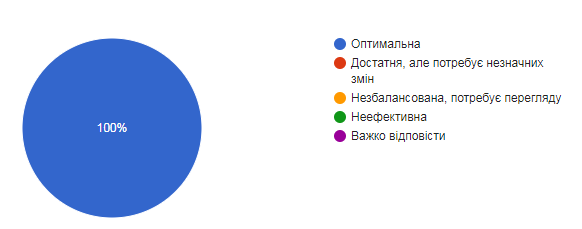 100%
Оптимальна
Достатня, але потребує незначних
змін
Незбалансована, потребує перегляду
Неефективна
Важко відповісти